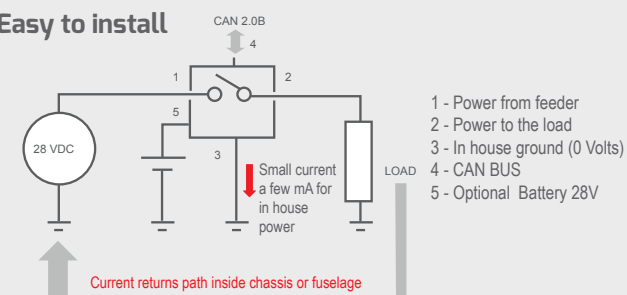 Easy to install
CAN 2.0B
4
1
2
5
28 VDC
3
Small current
a few mA for
in house
power
LOAD
1 - Power from feeder
2 - Power to the load
3 - In house ground (0 Volts)
4 - CAN BUS
5 - Optional Battery 28V
Current returns path inside chassis or fuselage